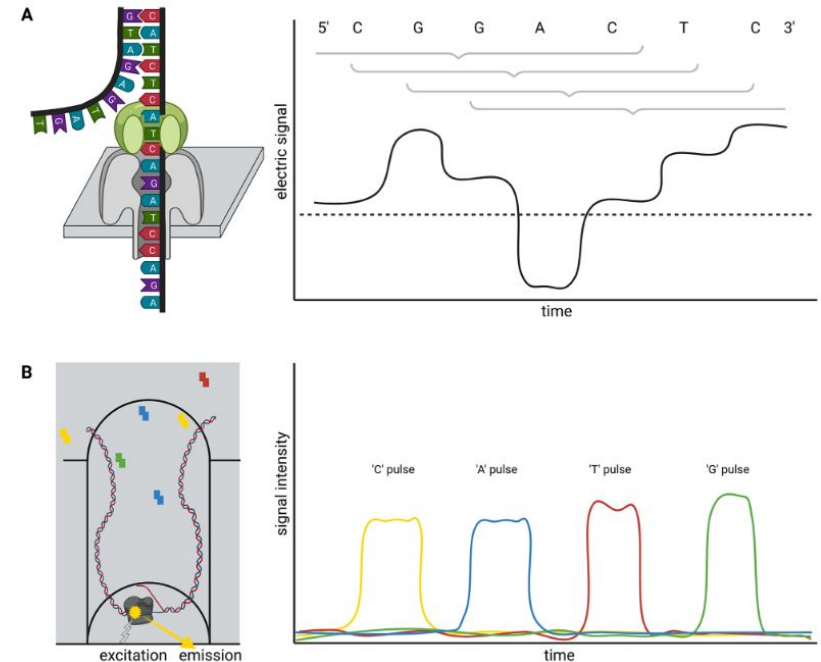 A
G C
T A
A T
G C
A T
G C
T G A T A
T
C
A
G
A
T
C
C
A
G
A
5' C G G A C T C 3'
electric signal
time
B
excitation emission
signal intensity
'C' pulse 'A' pulse 'T' pulse 'G' pulse
time